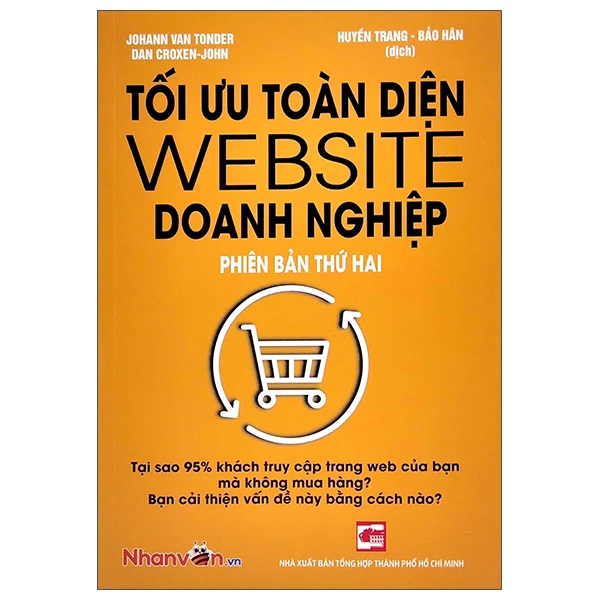 JOHANN VAN TONDER
DAN CROXEN-JOHN
HUYỀN TRANG - BẢO HÂN
(dịch)
TỐI ƯU TOÀN DIỆN
WEBSITE
DOANH NGHIỆP
PHIÊN BẢN THỨ HAI
Tại sao 95% khách truy cập trang web của bạn
mà không mua hàng?
Bạn cải thiện vấn đề này bằng cách nào?
Nhanvăn.vn
NHÀ XUẤT BẢN TỔNG HỢP THÀNH PHỐ HỒ CHÍ MINH